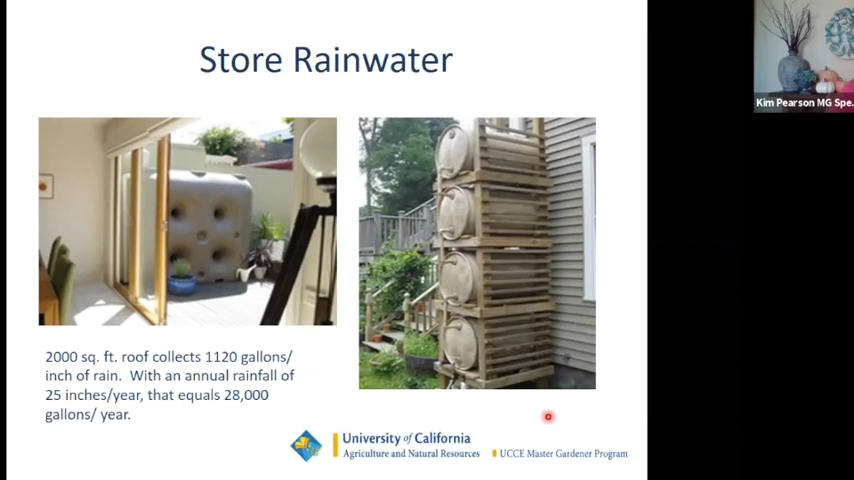 Store Rainwater
Kim Pearson MG Spe...
2000 sq. ft. roof collects 1120 gallons/
inch of rain. With an annual rainfall of
25 inches/year, that equals 28,000
gallons/ year.
University of California
Agriculture and Natural Resources
UCCE Master Gardener Program